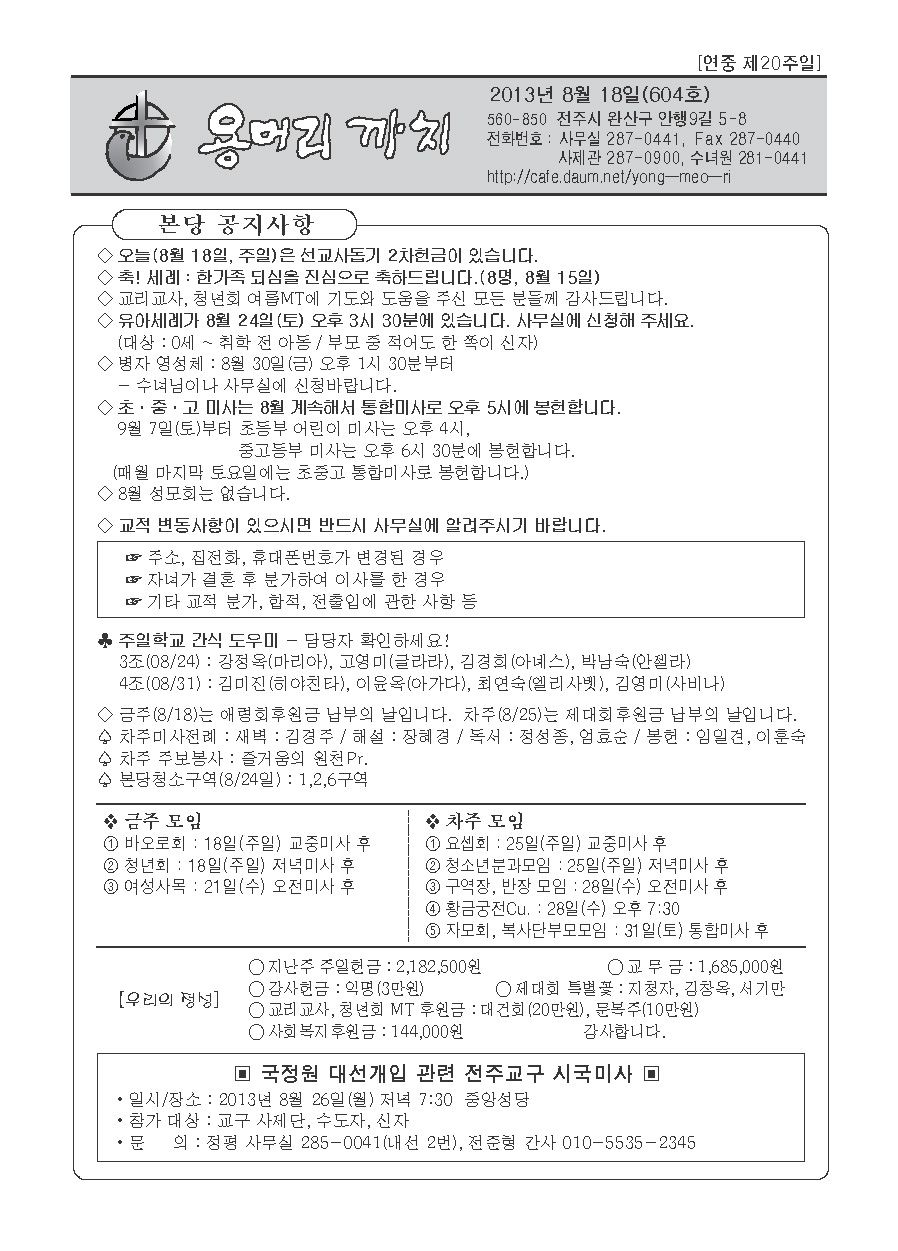 [연중 제20주일]
용머리 까치
2013년 8월 18일(604호)
560-850 전주시 완산구 안행9길 5-8
전화번호 : 사무실 287-0441, Fax 287-0440
사제관 287-0900, 수녀원 281-0441
http://cafe.daum.net/yong—meo—ri
본당 공지사항
◇ 오늘(8월 18일, 주일)은 선교사돕기 2차헌금이 있습니다.
◇ 축! 세례 : 한가족 되심을 진심으로 축하드립니다.(8명, 8월 15일)
◇ 교리교사, 청년회 여름MT에 기도와 도움을 주신 모든 분들께 감사드립니다.
◇ 유아세례가 8월 24일(토) 오후 3시 30분에 있습니다. 사무실에 신청해 주세요.
(대상 : 0세 ~ 취학 전 아동 / 부모 중 적어도 한 쪽이 신자)
◇ 병자 영성체 : 8월 30일(금) 오후 1시 30분부터
- 수녀님이나 사무실에 신청바랍니다.
◇ 초·중·고 미사는 8월 계속해서 통합미사로 오후 5시에 봉헌합니다.
9월 7일(토)부터 초등부 어린이 미사는 오후 4시,
중고등부 미사는 오후 6시 30분에 봉헌합니다.
(매월 마지막 토요일에는 초중고 통합미사로 봉헌합니다.)
◇ 8월 성모회는 없습니다.
◇ 교적 변동사항이 있으시면 반드시 사무실에 알려주시기 바랍니다.
☞ 주소, 집전화, 휴대폰번호가 변경된 경우
☞ 자녀가 결혼 후 분가하여 이사를 한 경우
☞ 기타 교적 분가, 합적, 전출입에 관한 사항 등
♣ 주일학교 간식 도우미 - 담당자 확인하세요!
3조(08/24) : 강정옥(마리아), 고영미(글라라), 김경희(아녜스), 박남숙(안젤라)
4조(08/31) : 김미진(히야친타), 이윤옥(아가다), 최연숙(엘리사벳), 김영미(사비나)
◇ 금주(8/18)는 애령회후원금 납부의 날입니다. 차주(8/25)는 제대회후원금 납부의 날입니다.
♤ 차주미사전례 : 새벽 : 김경주 / 해설 : 장혜경 / 독서 : 정성종, 엄효순 / 봉헌 : 임일견, 이훈숙
♤ 차주 주보봉사 : 즐거움의 원천Pr.
♤ 본당청소구역(8/24일) : 1,2,6구역
❖ 금주 모임
① 바오로회 : 18일(주일) 교중미사 후
② 청년회 : 18일(주일) 저녁미사 후
③ 여성사목 : 21일(수) 오전미사 후
❖ 차주 모임
① 요셉회 : 25일(주일) 교중미사 후
② 청소년분과모임 : 25일(주일) 저녁미사 후
③ 구역장, 반장 모임 : 28일(수) 오전미사 후
④ 황금궁전Cu. : 28일(수) 오후 7:30
⑤ 자모회, 복사단부모모임 : 31일(토) 통합미사 후
[우리의 정성]
◯ 지난주 주일헌금 : 2,182,500원 ◯ 교 무 금 : 1,685,000원
◯ 감사헌금 : 익명(3만원) ◯ 제대회 특별꽃 : 지청자, 김창옥, 서기만
◯ 교리교사, 청년회 MT 후원금 : 대건회(20만원), 문복주(10만원)
◯ 사회복지후원금 : 144,000원 감사합니다.
▣ 국정원 대선개입 관련 전주교구 시국미사 ▣
• 일시/장소 : 2013년 8월 26일(월) 저녁 7:30 중앙성당
• 참가 대상 : 교구 사제단, 수도자, 신자
• 문 의 : 정평 사무실 285-0041(내선 2번), 전준형 간사 010-5535-2345